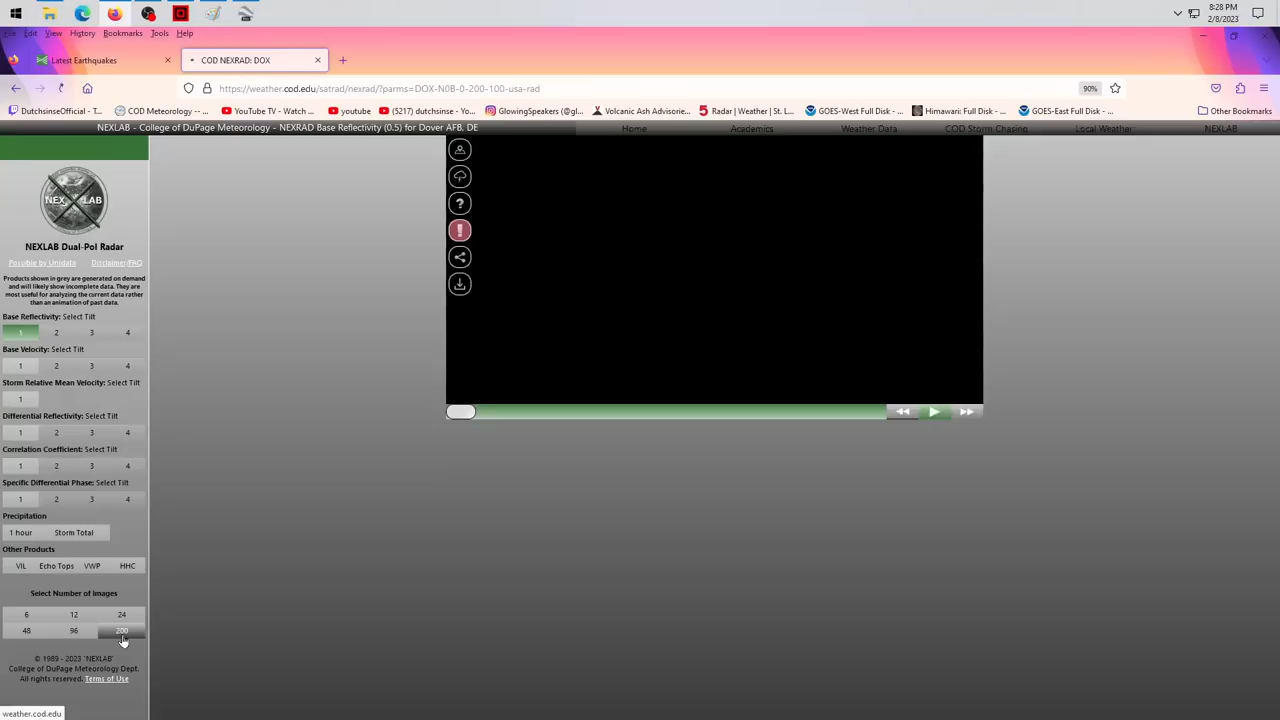 8:28 PM
2/8/2023
File Edit View History Bookmarks Tools Help
Latest Earthquakes × COD NEXRAD: DOX × +
https://weather.cod.edu/satrad/nexrad/?parms=DOX-N0B-0-200-100-usa-rad 90%
DutchsinseOfficial - T... COD Meteorology -- ... YouTube TV - Watch ... youtube (5217) dutchsinse - Yo... GlowingSpeakers (@gl... Volcanic Ash Advisorie... Radar | Weather | St. L... GOES-West Full Disk -... Himawari: Full Disk -... GOES-East Full Disk - ... Other Bookmarks
NEXLAB - College of DuPage Meteorology - NEXRAD Base Reflectivity (0.5) for Dover AFB, DE Home Academics Weather Data COD Storm Chasing Local Weather NEXLAB
NEX LAB
NEXLAB Dual-Pol Radar
Possible by Unidata Disclaimer/FAQ
Products shown in grey are generated on demand
and will likely show incomplete data. They are
most useful for analyzing the current data rather
than an animation of past data.
Base Reflectivity: Select Tilt
1 2 3 4
Base Velocity: Select Tilt
1 2 3 4
Storm Relative Mean Velocity: Select Tilt
1
Differential Reflectivity: Select Tilt
1 2 3 4
Correlation Coefficient: Select Tilt
1 2 3 4
Specific Differential Phase: Select Tilt
1 2 3 4
Precipitation
1 hour Storm Total
Other Products
VIL Echo Tops VWP HHC
Select Number of Images
6 12 24
48 96 200
© 1989 - 2023 'NEXLAB'
College of DuPage Meteorology Dept.
All rights reserved. Terms of Use
weather.cod.edu